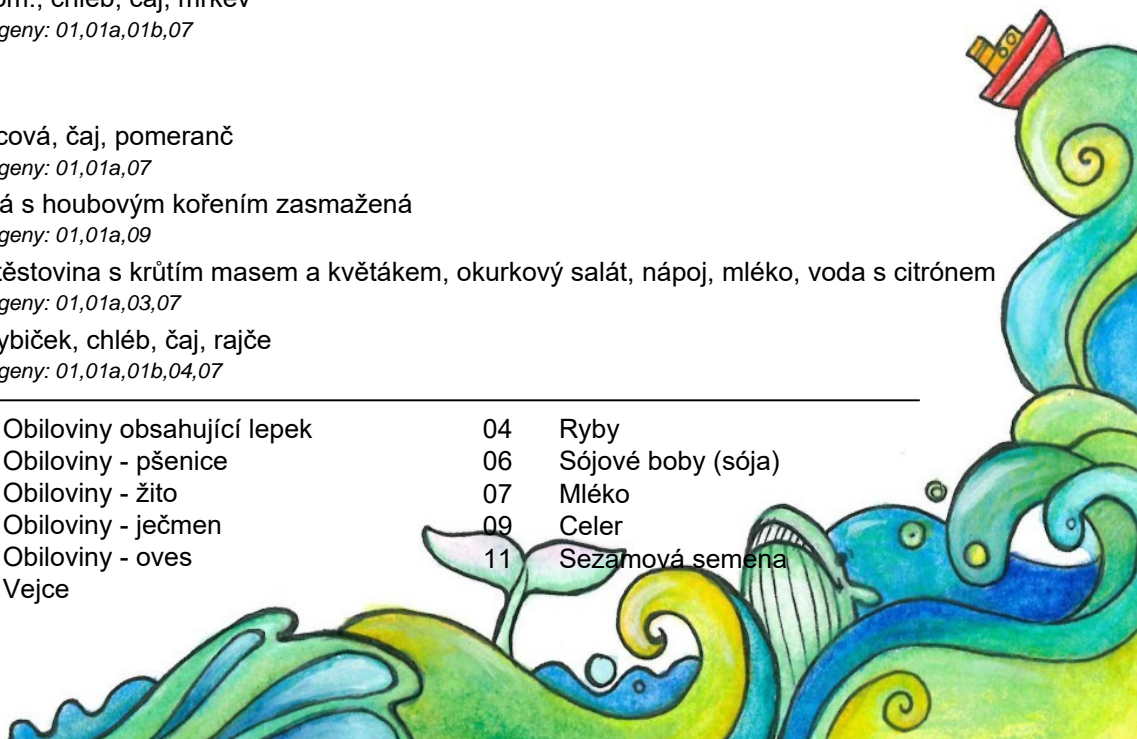 chléb, čaj, mrkev
geny: 01,01a,01b,07
cová, čaj, pomeranč
geny: 01,01a,07
á s houbovým kořením zasmažená
geny: 01,01a,09
těstovina s krůtím masem a květákem, okurkový salát, nápoj, mléko, voda s citrónem
geny: 01,01a,03,07
ybiček, chléb, čaj, rajče
geny: 01,01a,01b,04,07
Obiloviny obsahující lepek 04 Ryby
Obiloviny - pšenice 06 Sójové boby (sója)
Obiloviny - žito 07 Mléko
Obiloviny - ječmen 09 Celer
Obiloviny - oves 11 Sezamová semena
Vejce